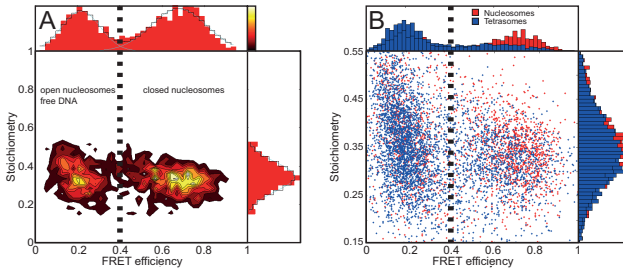 A
B
Nucleosomes
Tetrasomes
1
0.8
0.6
0.4
0.2
0
Stoichiometry
open nucleosomes
free DNA
closed nucleosomes
0 0.2 0.4 0.6 0.8 1
FRET efficiency
0.55
0.45
0.35
0.25
0.15
Stoichiometry
0 0.2 0.4 0.6 0.8 1
FRET efficiency